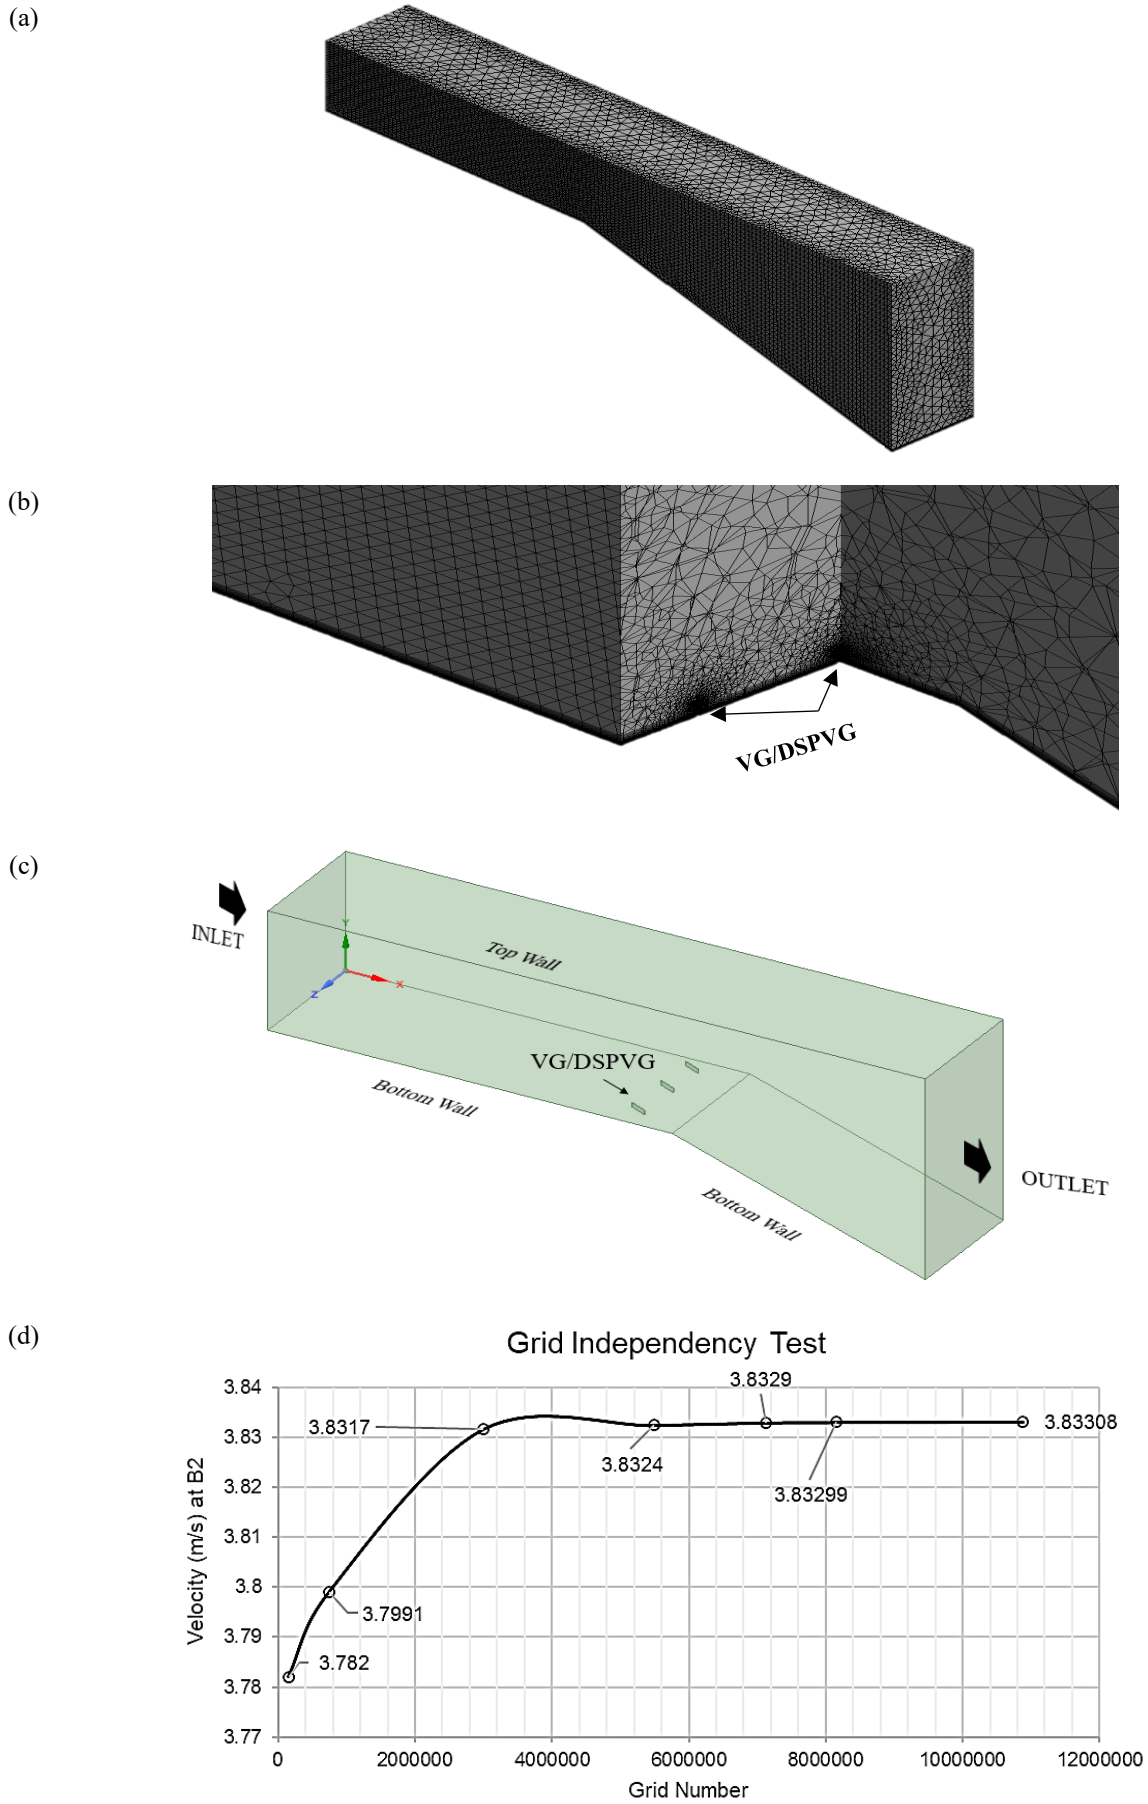 (a)
(b)
VG/DSPVG
(c)
INLET
Y
X
Z
Top Wall
VG/DSPVG
Bottom Wall
Bottom Wall
OUTLET
(d)
Grid Independency Test
3.84
3.83
3.82
3.81
3.8
3.79
3.78
3.77
Velocity (m/s) at B2
3.782
3.7991
3.8317
3.8324
3.8329
3.83299
3.83308
0 2000000 4000000 6000000 8000000 10000000 12000000
Grid Number